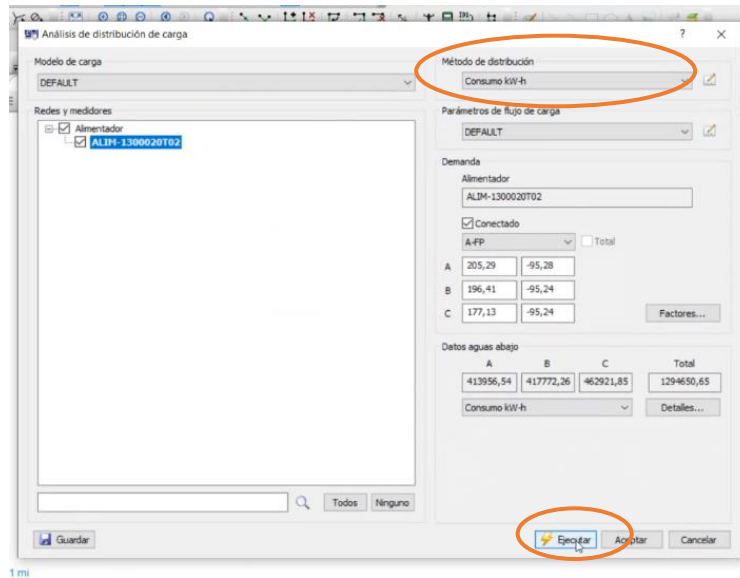 Análisis de distribución de carga
Modelo de carga
DEFAULT
Redes y medidores
Alimentador
ALIM-1300020T02
Todos
Ninguno
Guardar
Método de distribución
Consumo kW-h
Parámetros de flujo de carga
DEFAULT
Demanda
Alimentador
ALIM-1300020T02
Conectado
A-FP
Total
A 205,29 -95,28
B 196,41 -95,24
C 177,13 -95,24
Factores...
Datos aguas abajo
A B C Total
413956,54 417772,26 462921,85 1294650,65
Consumo kW-h
Detalles...
Ejecutar
Aceptar
Cancelar
1 mi